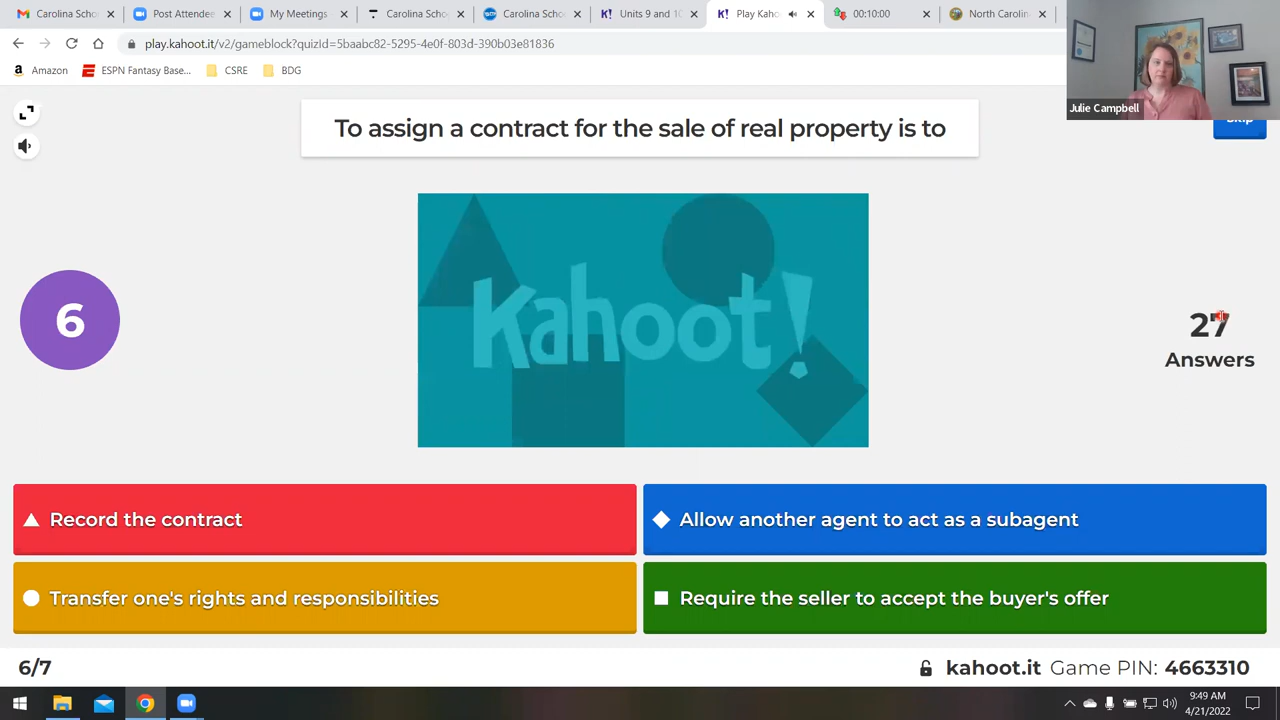 Carolina Scho
Post Attendee
My Meetings
Carolina Scho
Carolina Scho
Units 9 and 10
Play Kaho
00:10:00
North Carolin
play.kahoot.it/v2/gameblock?quizId=5baabc82-5295-4e0f-803d-390b03e81836
Amazon
ESPN Fantasy Base...
CSRE
BDG
Julie Campbell
To assign a contract for the sale of real property is to
Kahoot!
6
27
Answers
Record the contract
Allow another agent to act as a subagent
Transfer one's rights and responsibilities
Require the seller to accept the buyer's offer
6/7
kahoot.it Game PIN: 4663310
9:49 AM
4/21/2022